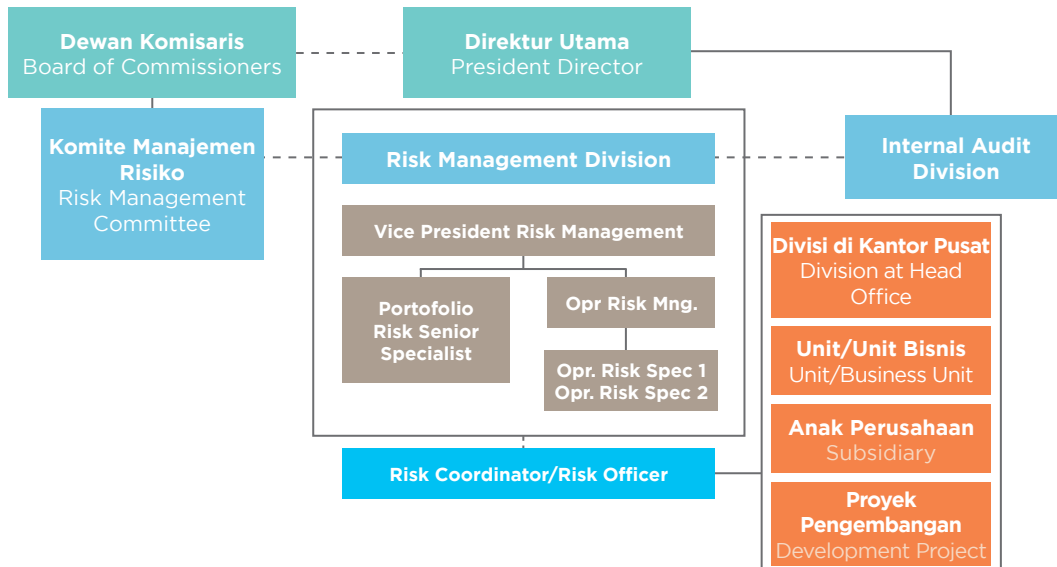 Dewan Komisaris
Board of Commissioners
Direktur Utama
President Director
Komite Manajemen
Risiko
Risk Management
Committee
Risk Management Division
Internal Audit
Division
Vice President Risk Management
Portofolio
Risk Senior
Specialist
Opr Risk Mng.
Opr. Risk Spec 1
Opr. Risk Spec 2
Risk Coordinator/Risk Officer
Divisi di Kantor Pusat
Division at Head
Office
Unit/Unit Bisnis
Unit/Business Unit
Anak Perusahaan
Subsidiary
Proyek
Pengembangan
Development Project